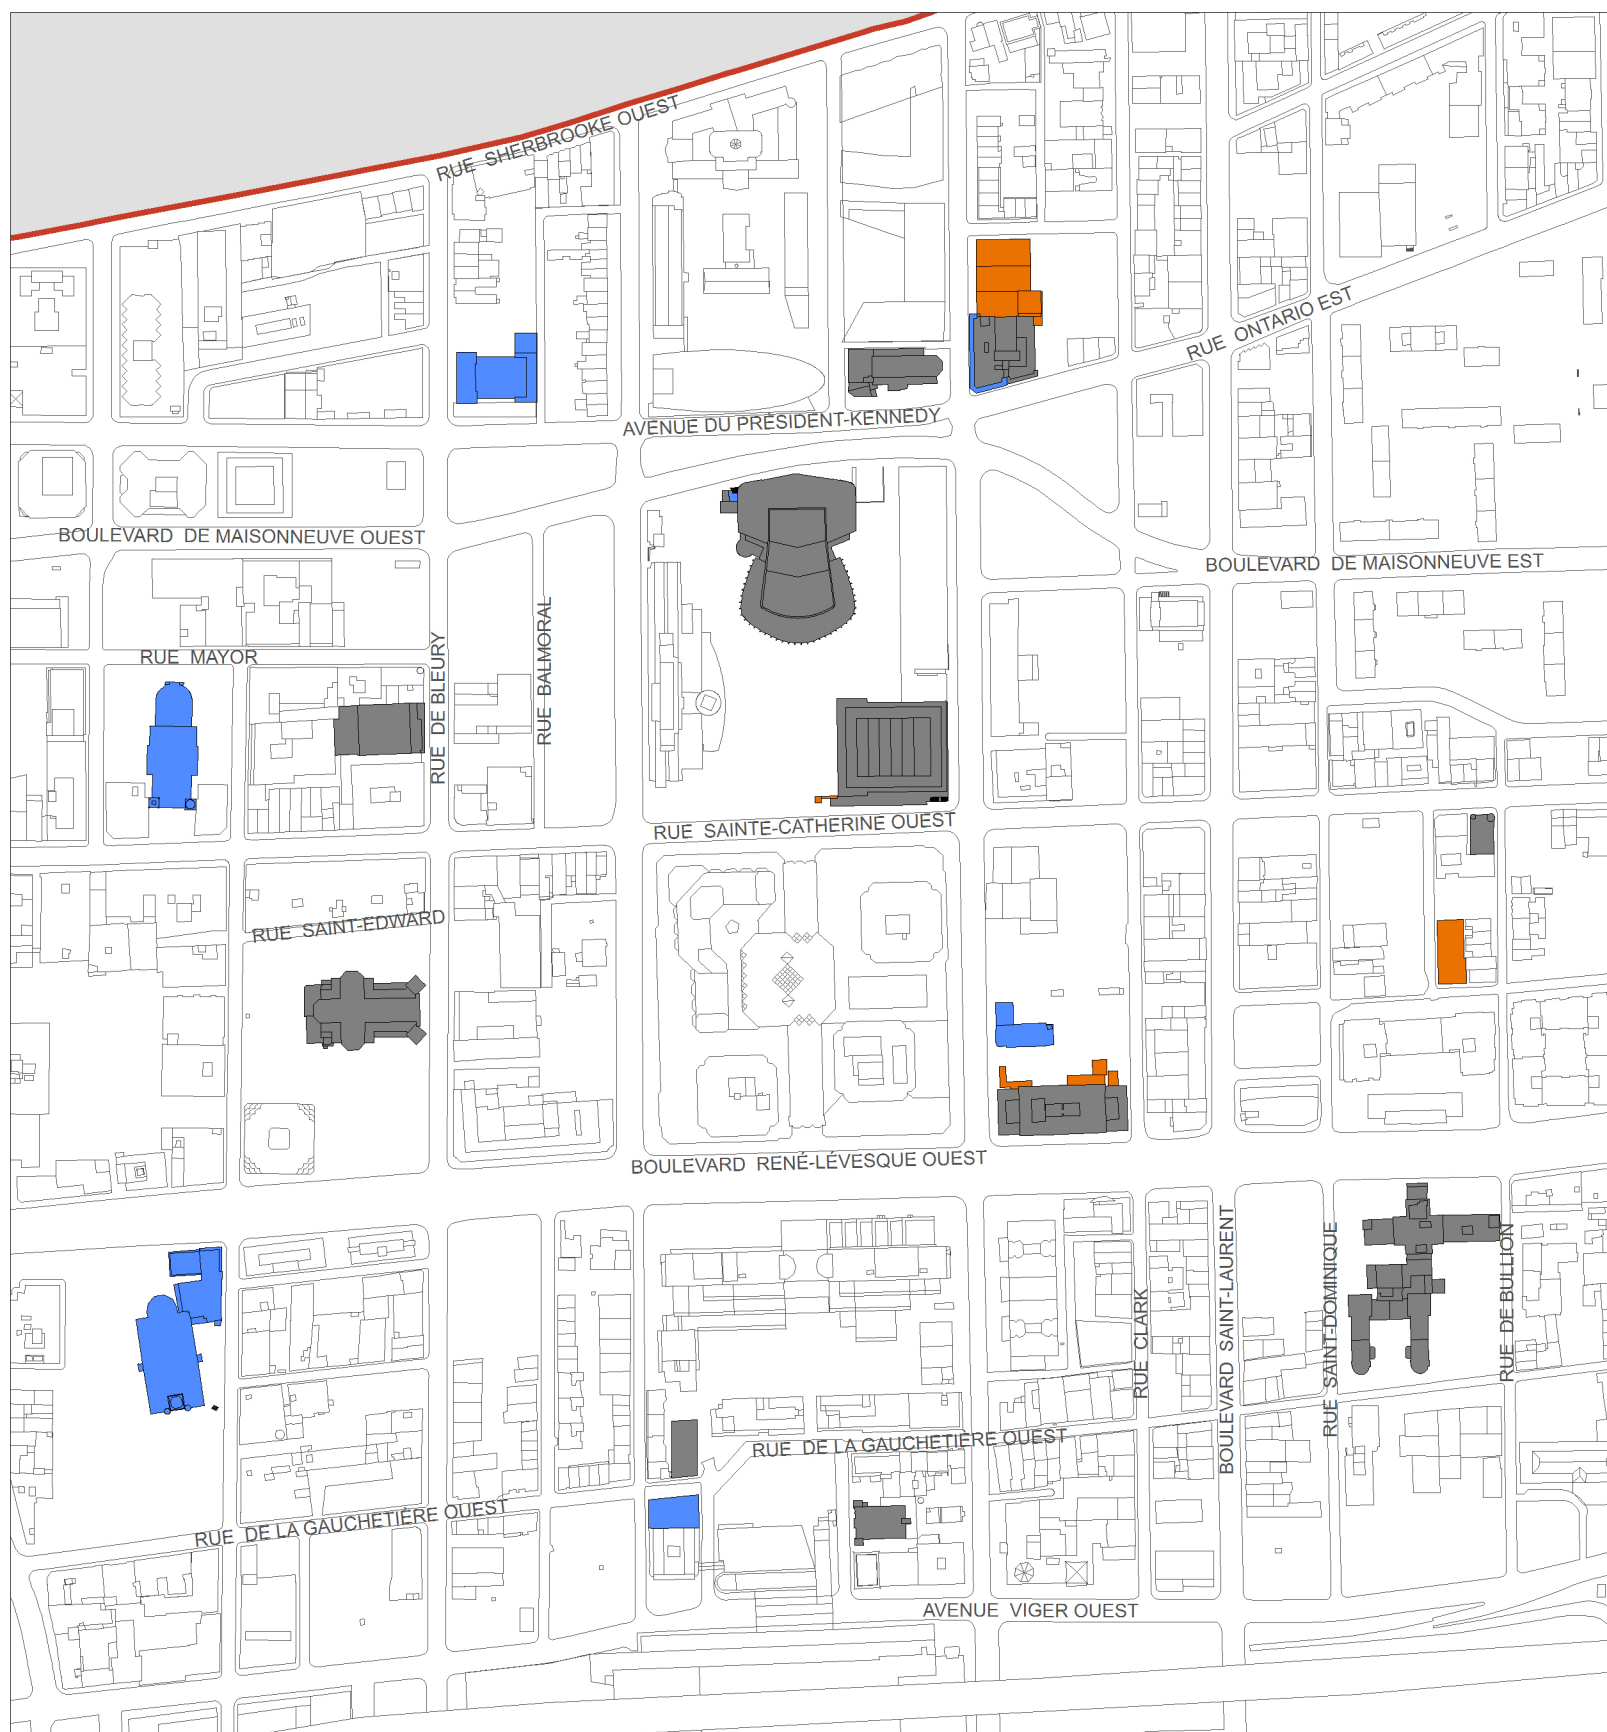 RUE SHERBROOKE OUEST
RUE ONTARIO EST
AVENUE DU PRÉSIDENT-KENNEDY
BOULEVARD DE MAISONNEUVE OUEST
BOULEVARD DE MAISONNEUVE EST
RUE MAYOR
RUE DE BLEURY
RUE BALMORAL
RUE SAINTE-CATHERINE OUEST
RUE SAINT-EDWARD
BOULEVARD RENÉ-LÉVESQUE OUEST
RUE CLARK
BOULEVARD SAINT-LAURENT
RUE SAINT-DOMINIQUE
RUE DE BULLION
RUE DE LA GAUCHETIÈRE OUEST
RUE DE LA GAUCHETIÈRE OUEST
AVENUE VIGER OUEST